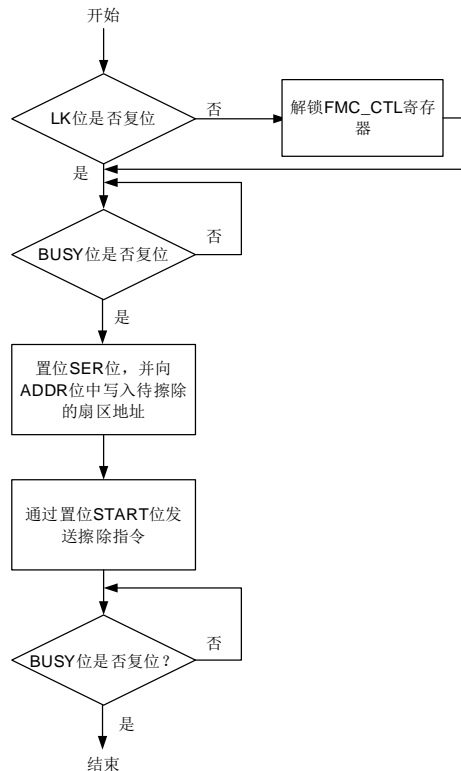 开始
LK位是否复位
否
解锁FMC_CTL寄存
器
是
BUSY位是否复位
否
是
置位SER位，并向
ADDR位中写入待擦除
的扇区地址
通过置位START位发
送擦除指令
BUSY位是否复位？
否
是
结束